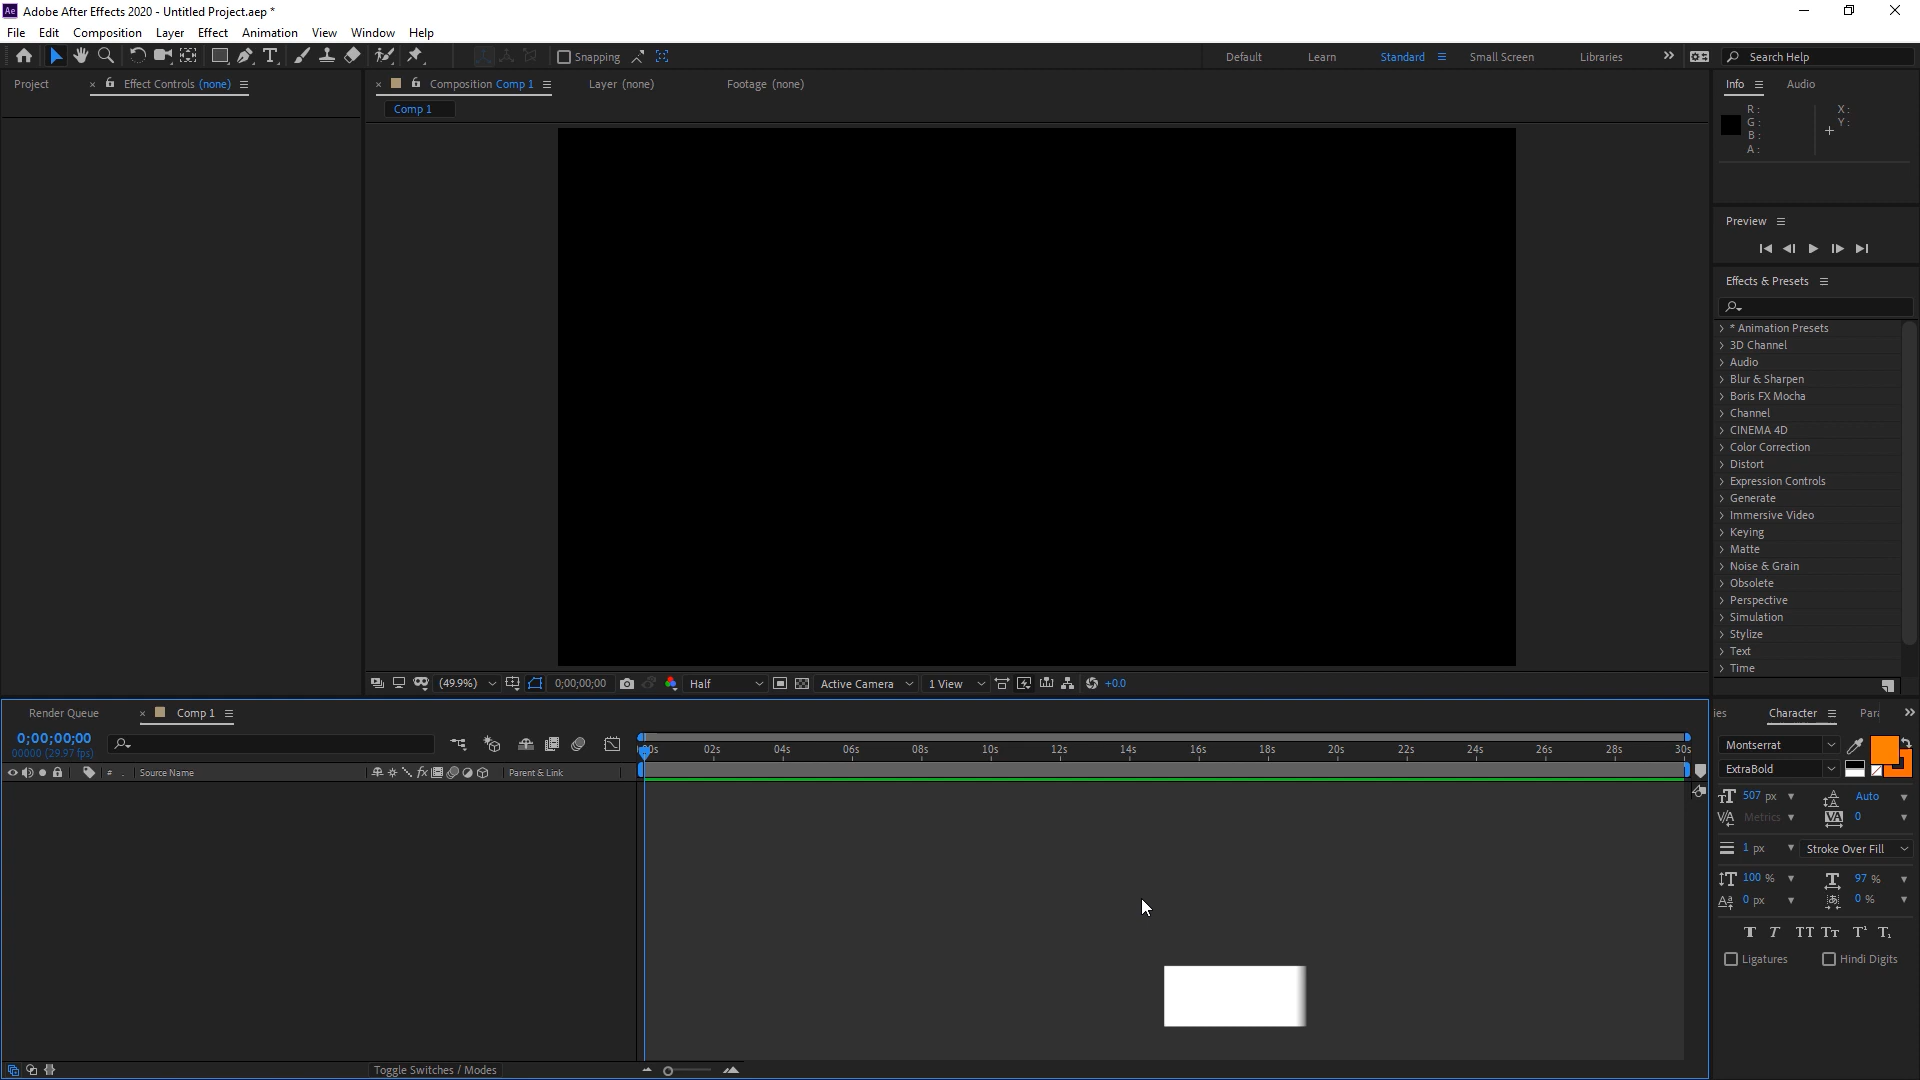 Adobe After Effects 2020 - Untitled Project.aep *
File Edit Composition Layer Effect Animation View Window Help
Snapping
Default Learn Standard Small Screen Libraries
Search Help
Project
Effect Controls (none)
Composition Comp 1
Layer (none)
Footage (none)
Comp 1
Info Audio
R:
G:
B:
A:
X:
Y:
Preview
Effects & Presets
* Animation Presets
3D Channel
Audio
Blur & Sharpen
Boris FX Mocha
Channel
CINEMA 4D
Color Correction
Distort
Expression Controls
Generate
Immersive Video
Keying
Matte
Noise & Grain
Obsolete
Perspective
Simulation
Stylize
Text
Time
(49.9%) 0;00;00;00 Half Active Camera 1 View +0.0
Render Queue Comp 1
0;00;00;00
00000 (29.97 fps)
02s 04s 06s 08s 10s 12s 14s 16s 18s 20s 22s 24s 26s 28s 30s
# . Source Name
Parent & Link
Toggle Switches / Modes
Character
Montserrat
ExtraBold
507 px Auto
Metrics 0
1 px Stroke Over Fill
100 % 97 %
0 px 0 %
T T TT Tt T¹ T₁
Ligatures Hindi Digits